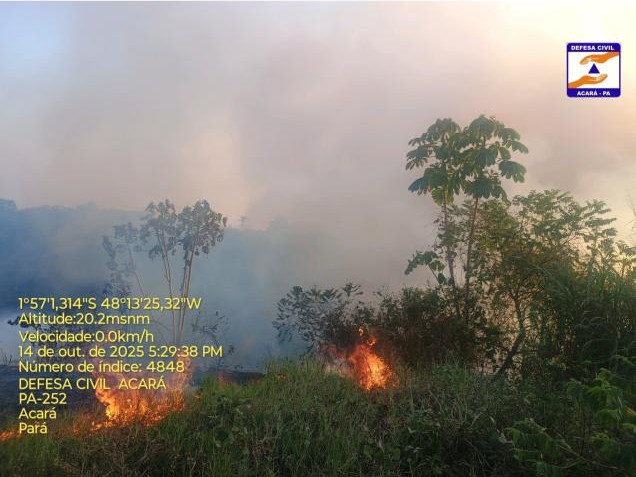 DEFESA CIVIL
ACARÁ - PA
1°57'1,314"S 48°13'25,32"W
Altitude:20.2msnm
Velocidade:0.0km/h
14 de out. de 2025 5:29:38 PM
Número de índice: 4848
DEFESA CIVIL ACARÁ
PA-252
Acará
Pará